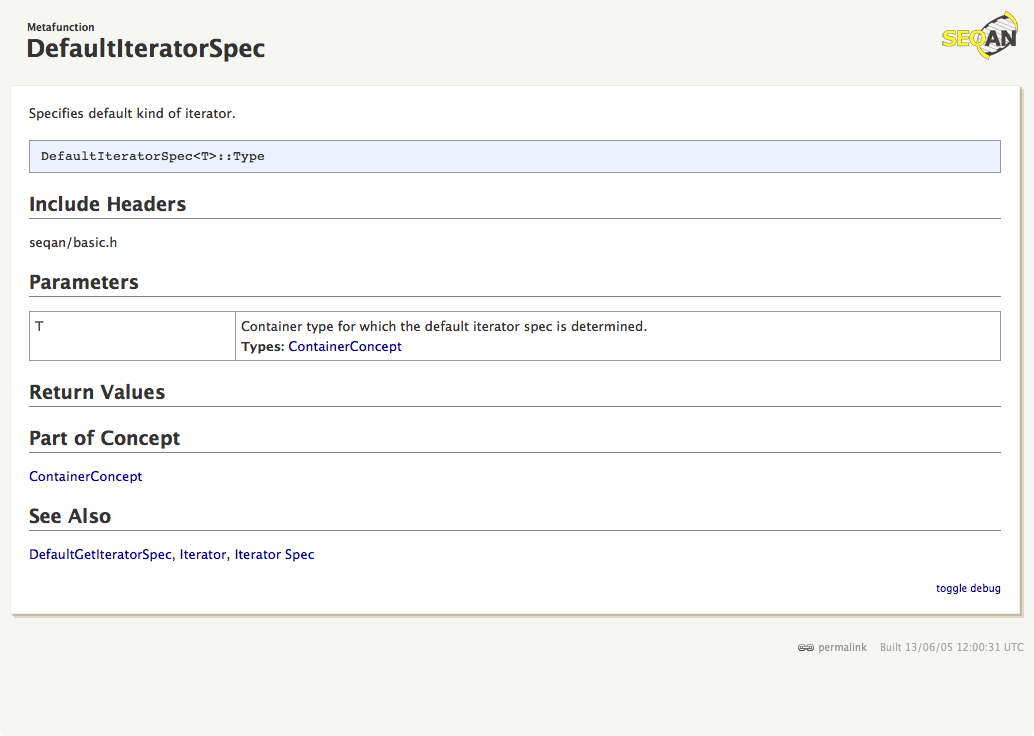 Metafunction
DefaultIteratorSpec
SEQAN
Specifies default kind of iterator.
DefaultIteratorSpec<T>::Type
Include Headers
seqan/basic.h
Parameters
T
Container type for which the default iterator spec is determined.
Types: ContainerConcept
Return Values
Part of Concept
ContainerConcept
See Also
DefaultGetIteratorSpec, Iterator, Iterator Spec
toggle debug
permalink Built 13/06/05 12:00:31 UTC